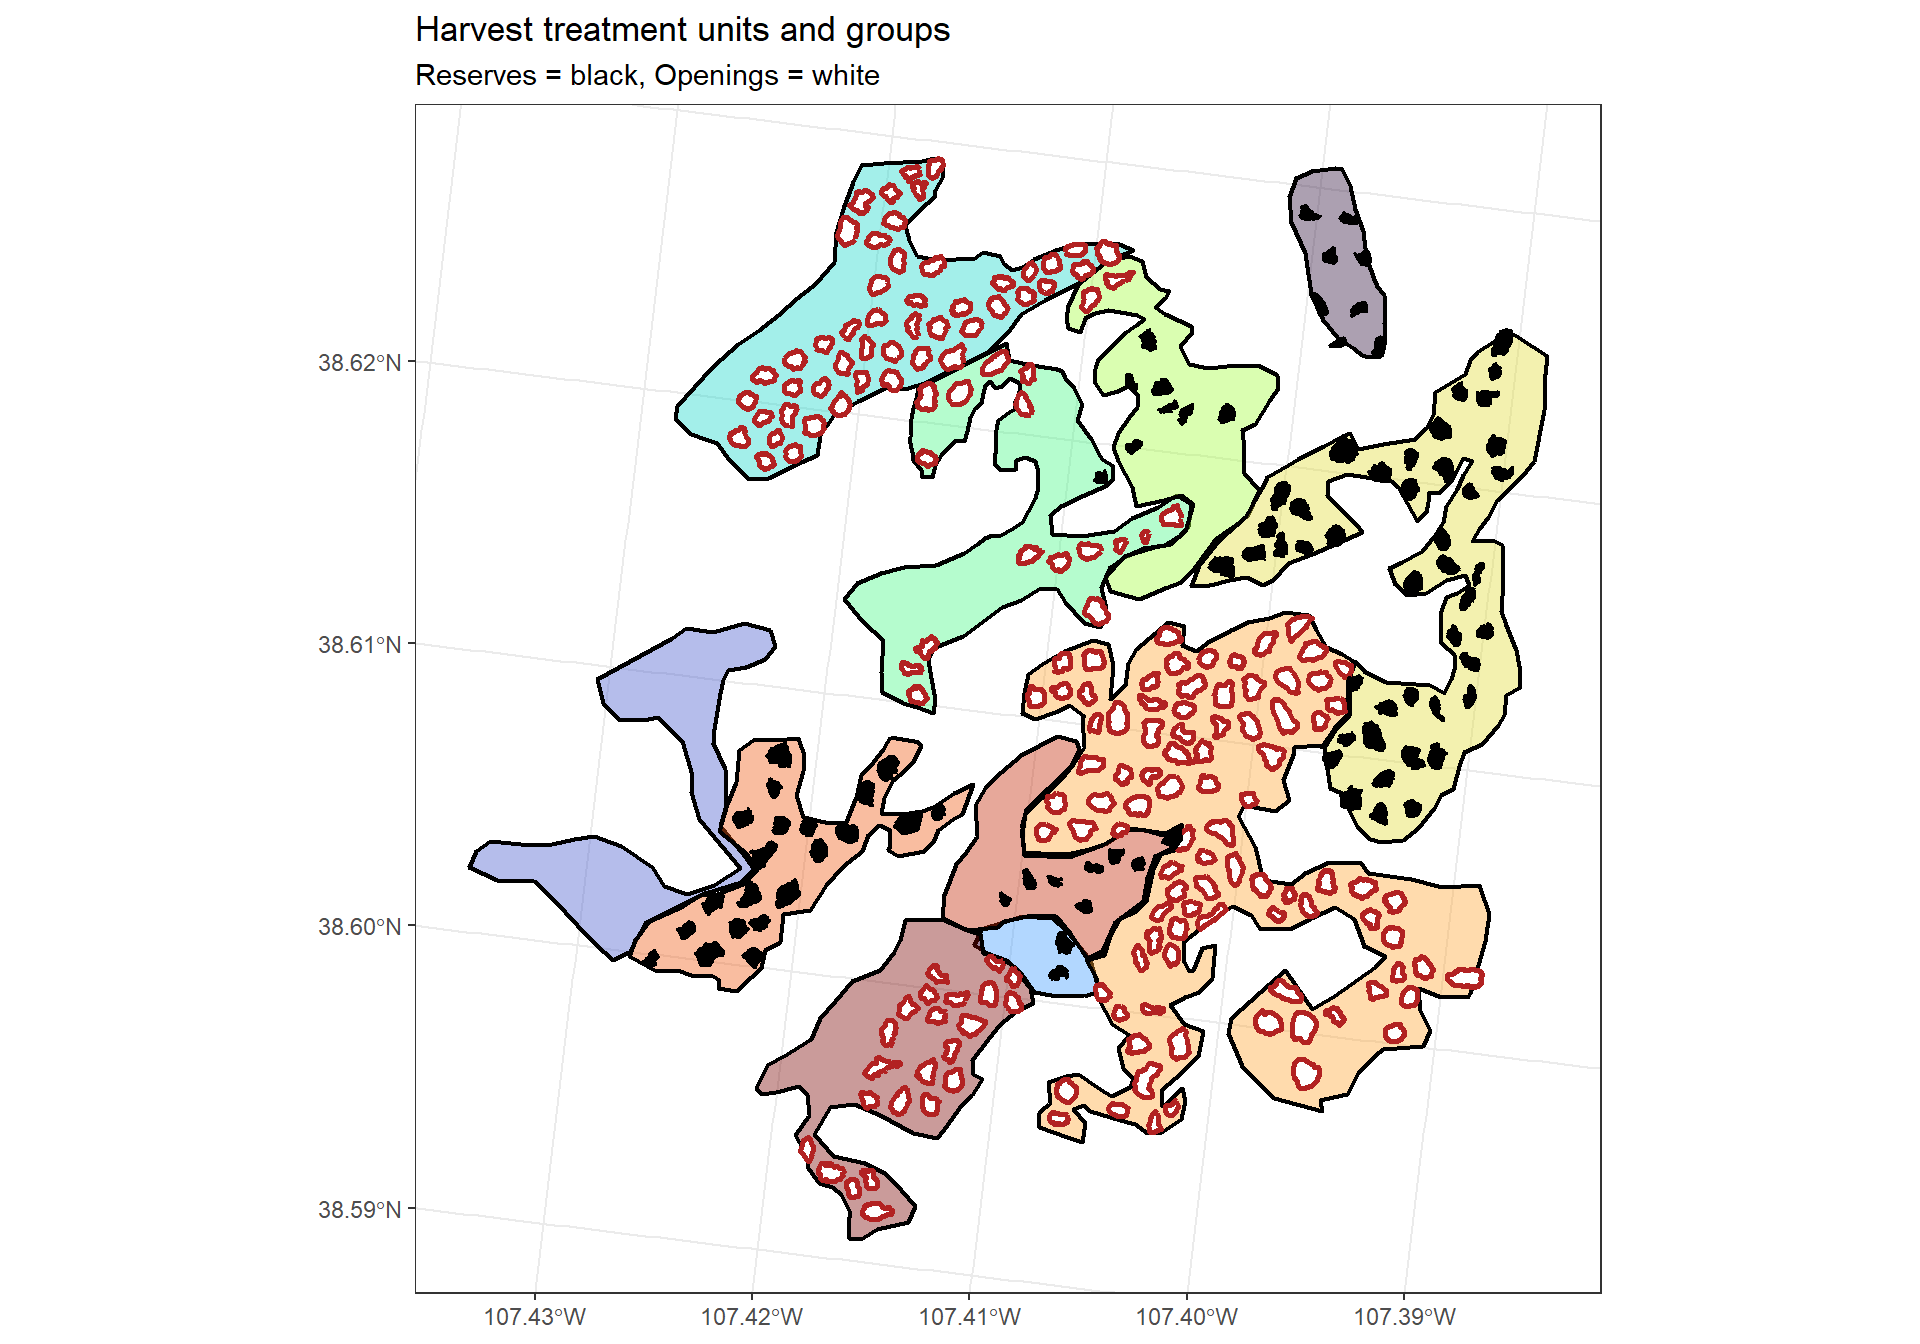 Harvest treatment units and groups
Reserves = black, Openings = white
38.62°N
38.61°N
38.60°N
38.59°N
107.43°W
107.42°W
107.41°W
107.40°W
107.39°W